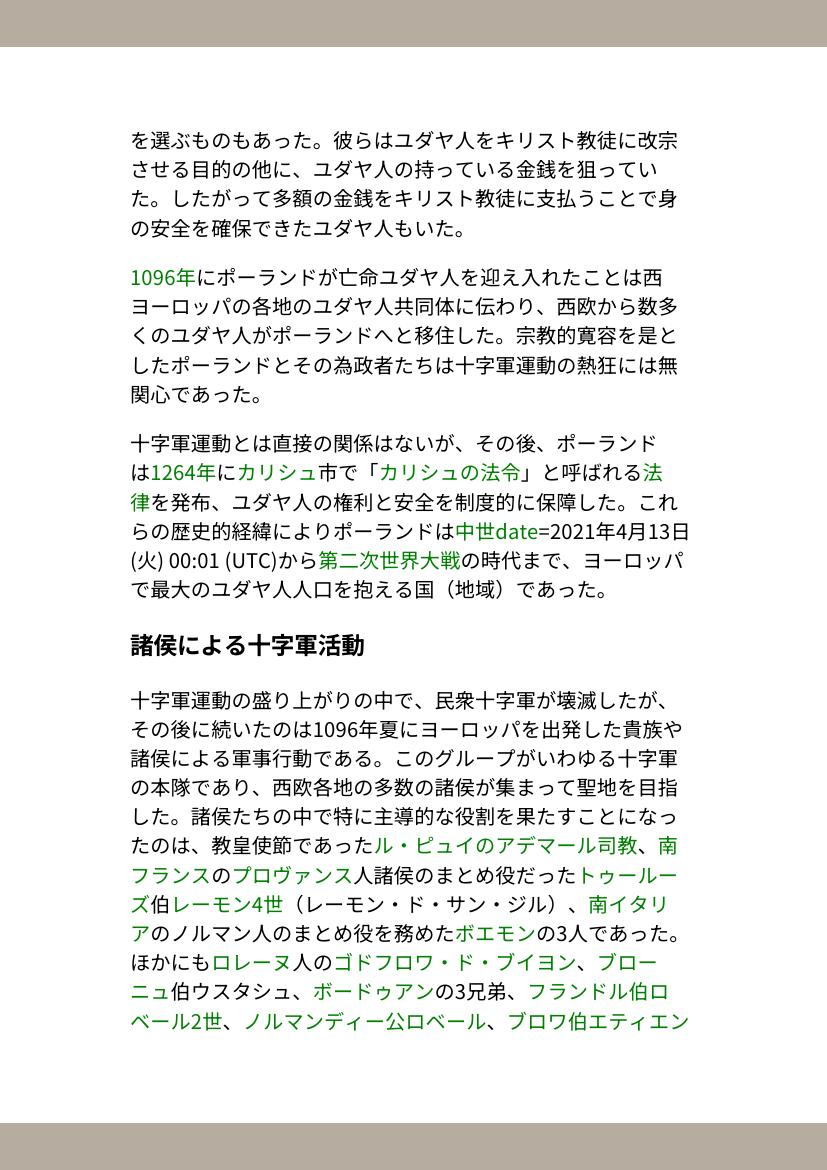 を選ぶものもあった。彼らはユダヤ人をキリスト教徒に改宗
させる目的の他に、ユダヤ人の持っている金銭を狙ってい
た。したがって多額の金銭をキリスト教徒に支払うことで身
の安全を確保できたユダヤ人もいた。
1096年にポーランドが亡命ユダヤ人を迎え入れたことは西
ヨーロッパの各地のユダヤ人共同体に伝わり、西欧から数多
くのユダヤ人がポーランドへと移住した。宗教的寛容を是と
したポーランドとその為政者たちは十字軍運動の熱狂には無
関心であった。
十字軍運動とは直接の関係はないが、その後、ポーランド
は1264年にカリシュ市で「カリシュの法令」と呼ばれる法
律を発布、ユダヤ人の権利と安全を制度的に保障した。これ
らの歴史的経緯によりポーランドは中世date=2021年4月13日
(火) 00:01 (UTC)から第二次世界大戦の時代まで、ヨーロッパ
で最大のユダヤ人人口を抱える国（地域）であった。
諸侯による十字軍活動
十字軍運動の盛り上がりの中で、民衆十字軍が壊滅したが、
その後に続いたのは1096年夏にヨーロッパを出発した貴族や
諸侯による軍事行動である。このグループがいわゆる十字軍
の本隊であり、西欧各地の多数の諸侯が集まって聖地を目指
した。諸侯たちの中で特に主導的な役割を果たすことになっ
たのは、教皇使節であったル・ピュイのアデマール司教、南
フランスのプロヴァンス人諸侯のまとめ役だったトゥールー
ズ伯レーモン4世（レーモン・ド・サン・ジル）、南イタリ
アのノルマン人のまとめ役を務めたボエモンの3人であった。
ほかにもロレーヌ人のゴドフロワ・ド・ブイヨン、ブロー
ニュ伯ウスタシュ、ボードゥアンの3兄弟、フランドル伯ロ
ベール2世、ノルマンディー公ロベール、ブロワ伯エティエン